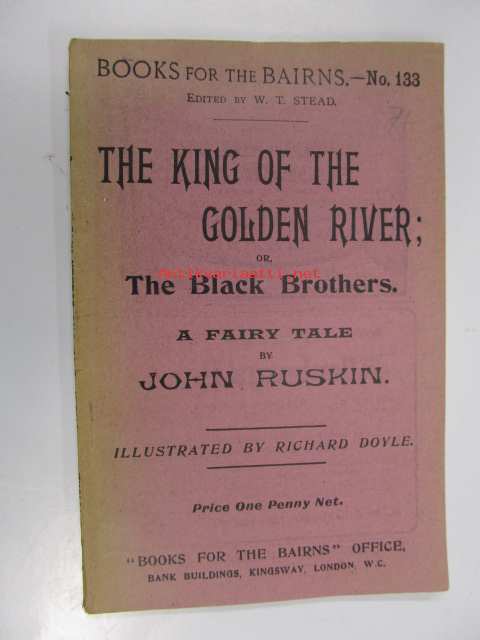 BOOKS FOR THE BAIRNS.—No. 133
EDITED BY W. T. STEAD.
THE KING OF THE
GOLDEN RIVER;
OR,
antikvariaatti.net
The Black Brothers.
A FAIRY TALE
BY
JOHN RUSKIN.
ILLUSTRATED BY RICHARD DOYLE.
Price One Penny Net.
"BOOKS FOR THE BAIRNS" OFFICE,
BANK BUILDINGS, KINGSWAY, LONDON, W.C.